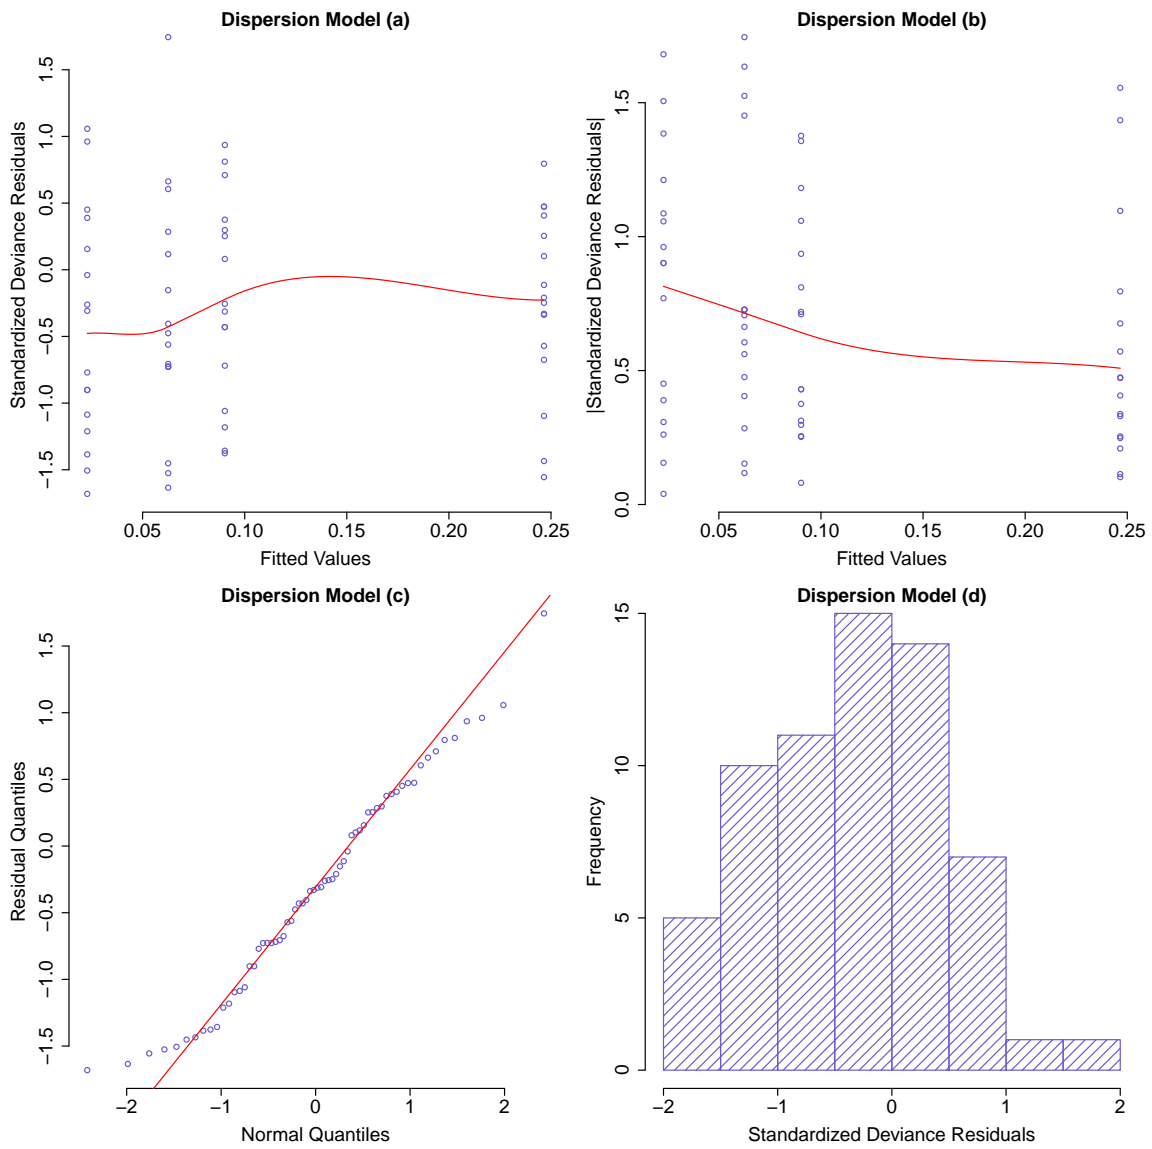 Dispersion Model (a)
Standardized Deviance Residuals
1.5
1.0
0.5
0.0
−0.5
−1.0
−1.5
0.05 0.10 0.15 0.20 0.25
Fitted Values
Dispersion Model (b)
|Standardized Deviance Residuals|
1.5
1.0
0.5
0.0
0.05 0.10 0.15 0.20 0.25
Fitted Values
Dispersion Model (c)
Residual Quantiles
1.5
1.0
0.5
0.0
−0.5
−1.0
−1.5
−2 −1 0 1 2
Normal Quantiles
Dispersion Model (d)
Frequency
15
10
5
0
−2 −1 0 1 2
Standardized Deviance Residuals